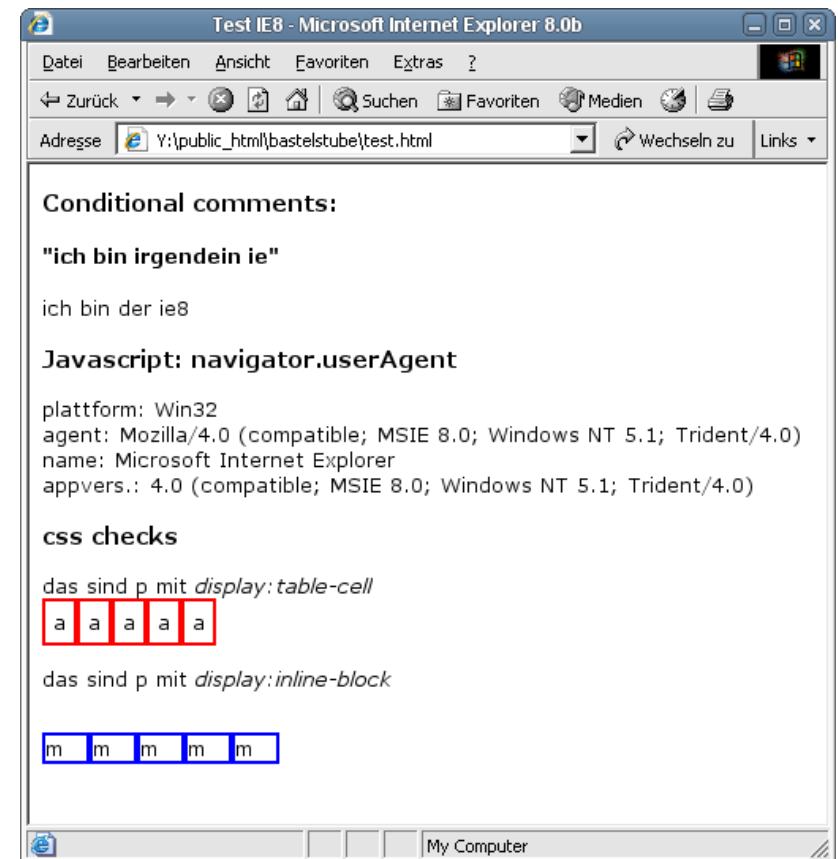 Test IE8 - Microsoft Internet Explorer 8.0b
Datei Bearbeiten Ansicht Favoriten Extras ?
Zurück Suchen Favoriten Medien
Adresse Y:\public_html\bastelstube\test.html Wechseln zu Links
Conditional comments:
"ich bin irgendein ie"
ich bin der ie8
Javascript: navigator.userAgent
plattform: Win32
agent: Mozilla/4.0 (compatible; MSIE 8.0; Windows NT 5.1; Trident/4.0)
name: Microsoft Internet Explorer
appvers.: 4.0 (compatible; MSIE 8.0; Windows NT 5.1; Trident/4.0)
css checks
das sind p mit display:table-cell
a a a a a
das sind p mit display:inline-block
m m m m m
My Computer